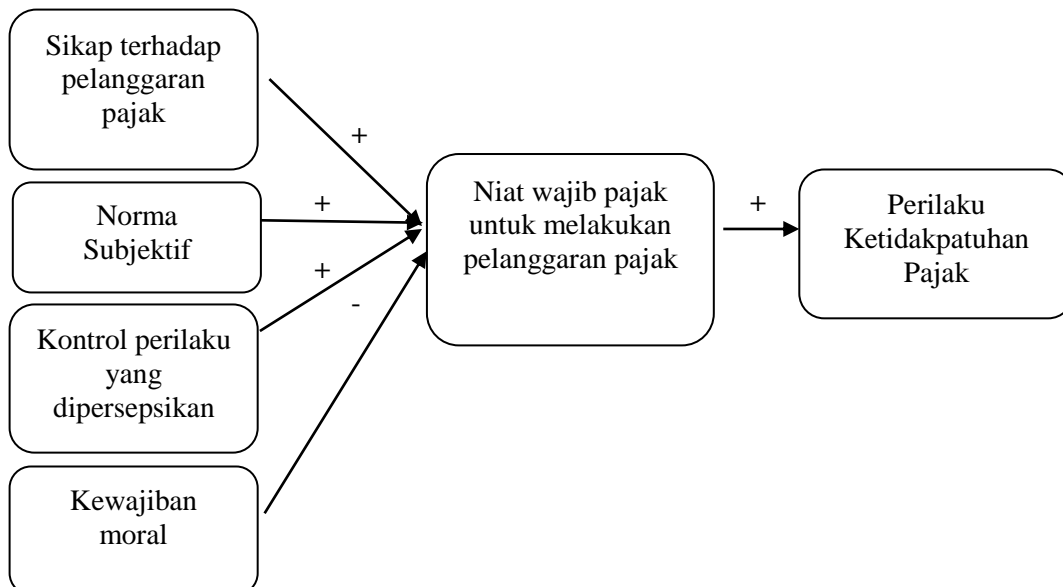 Sikap terhadap
pelanggaran
pajak
+
Norma
Subjektif
+
Kontrol perilaku
yang
dipersepsikan
+
Kewajiban
moral
-
Niat wajib pajak
untuk melakukan
pelanggaran pajak
+
Perilaku
Ketidakpatuhan
Pajak